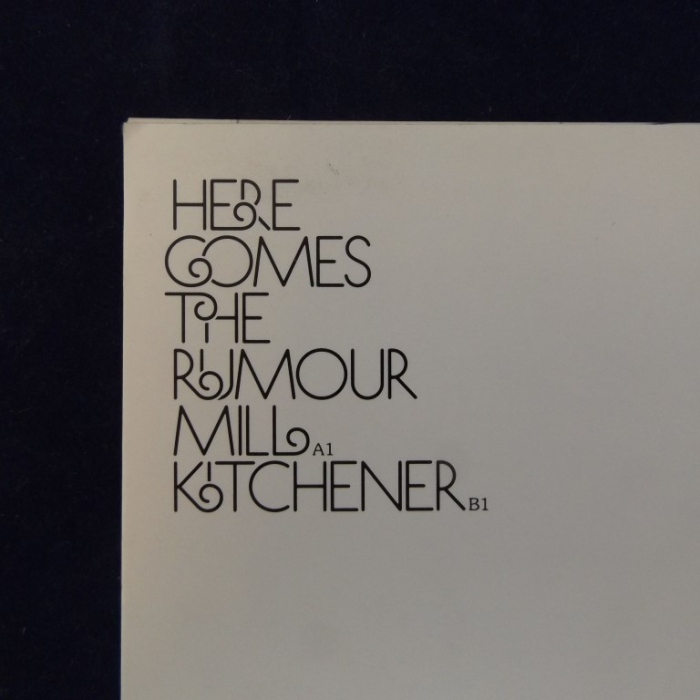 HERE
COMES
THE
RUMOUR
MILL A1
KITCHENER B1